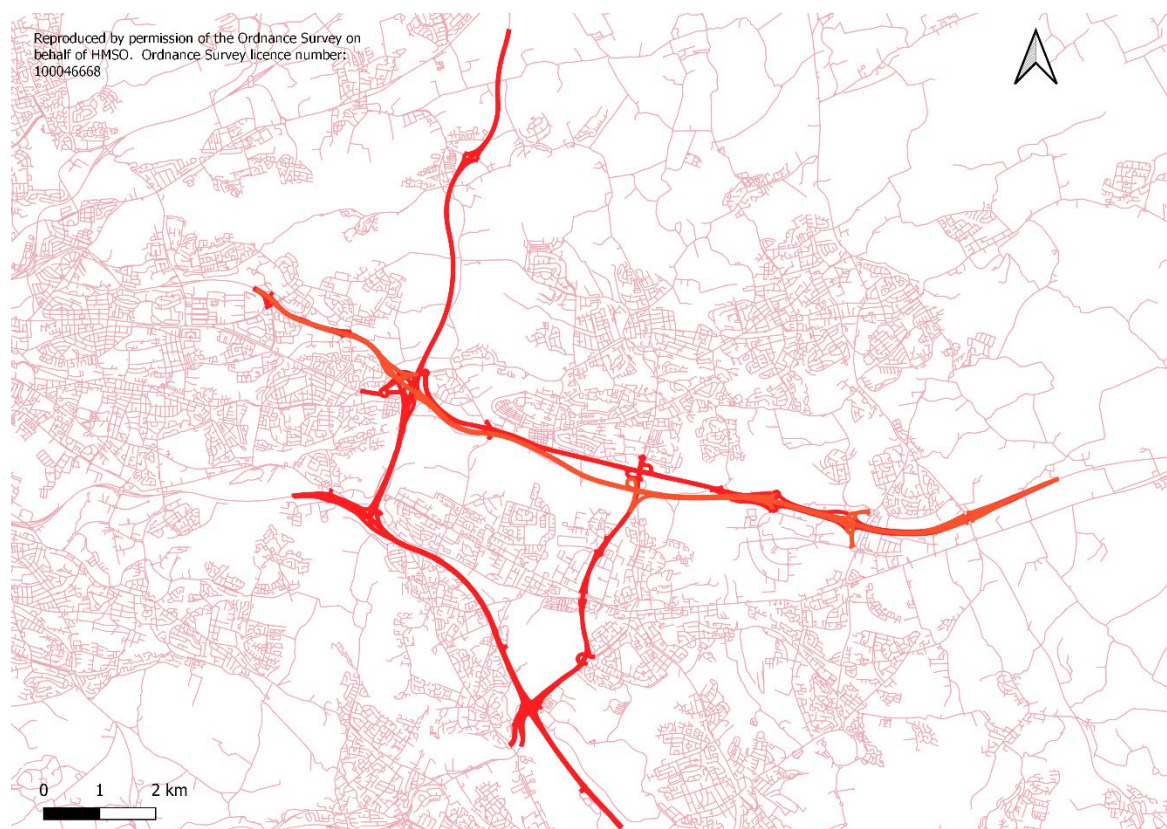 Reproduced by permission of the Ordnance Survey on
behalf of HMSO.  Ordnance Survey licence number:
100046668
0 1 2 km